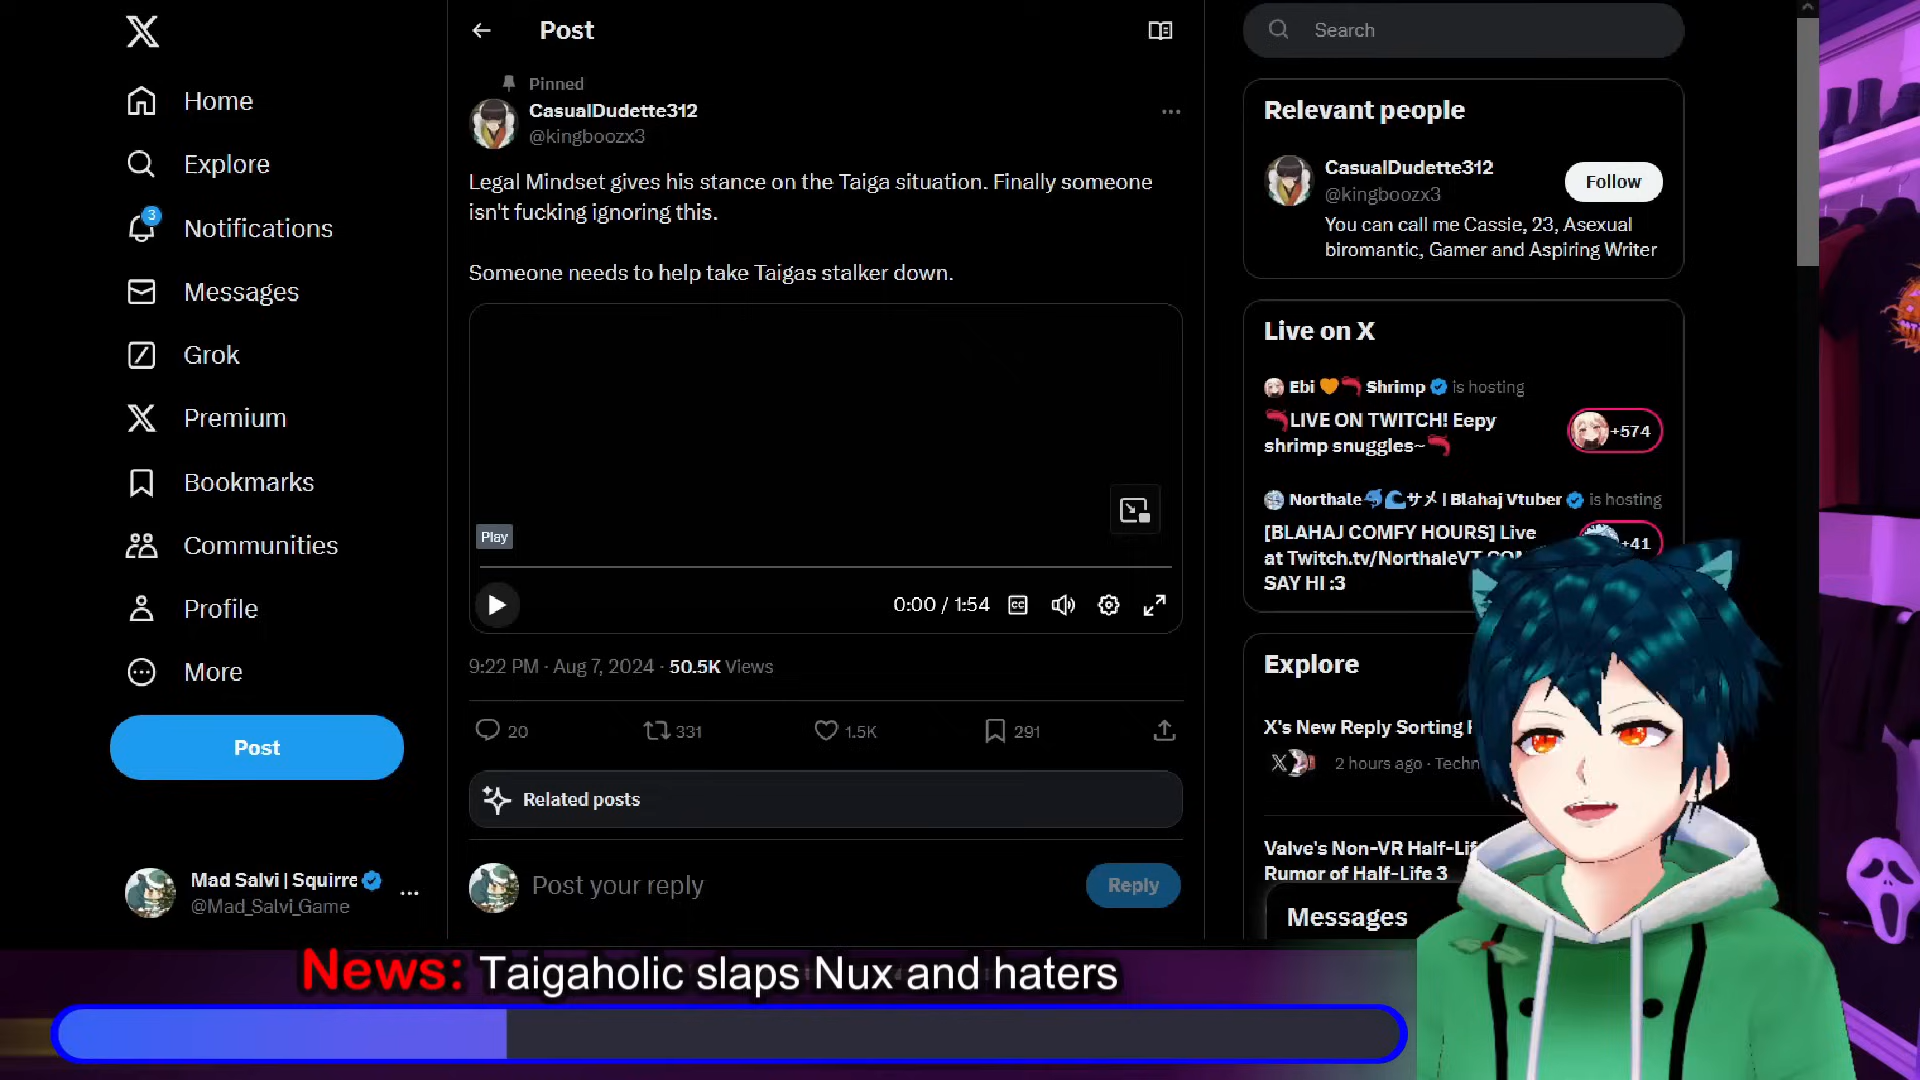 Home
Explore
3
Notifications
Messages
Grok
Premium
Bookmarks
Communities
Profile
More
Post
Mad Salvi | Squirre
@Mad_Salvi_Game
Post
Pinned
CasualDudette312
@kingboozx3
Legal Mindset gives his stance on the Taiga situation. Finally someone
isn't fucking ignoring this.
Someone needs to help take Taigas stalker down.
Play
0:00 / 1:54
CC
9:22 PM · Aug 7, 2024 · 50.5K Views
20
331
1.5K
291
Related posts
Post your reply
Reply
Search
Relevant people
CasualDudette312
@kingboozx3
Follow
You can call me Cassie, 23, Asexual
biromantic, Gamer and Aspiring Writer
Live on X
Ebi 🧡🦐 Shrimp is hosting
🦐LIVE ON TWITCH! Eepy
shrimp snuggles~🦐
+574
Northale🐬🌊サメ | Blahaj Vtuber is hosting
[BLAHAJ COMFY HOURS] Live
at Twitch.tv/NorthaleVT
SAY HI :3
+41
Explore
X's New Reply Sorting
2 hours ago · Techn
Valve's Non-VR Half-Lif
Rumor of Half-Life 3
Messages
News: Taigaholic slaps Nux and haters